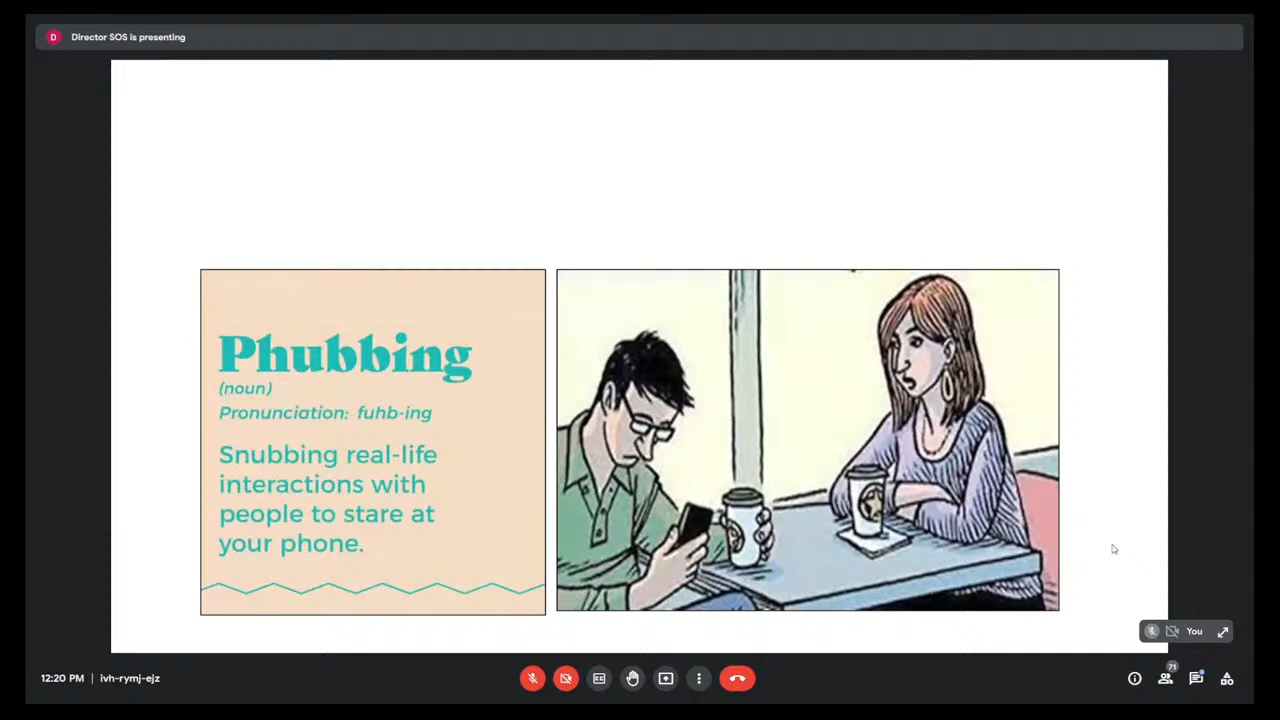 D Director SOS is presenting
Phubbing
(noun)
Pronunciation: fuhb-ing
Snubbing real-life
interactions with
people to stare at
your phone.
You
71
12:20 PM | ivh-rymj-ejz